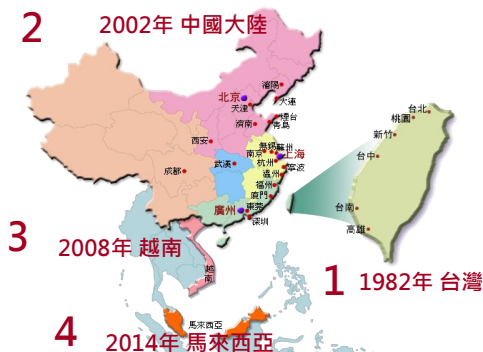 2
2002年 中國大陸
瀋陽
北京
大連
天津
煙台
濟南
青島
西安
無錫
蘇州
南京
上海
武漢
杭州
寧波
成都
溫州
福州
廈門
廣州
東莞
深圳
台北
桃園
新竹
台中
台南
高雄
3
2008年 越南
越南
1
1982年 台灣
馬來西亞
4
2014年 馬來西亞